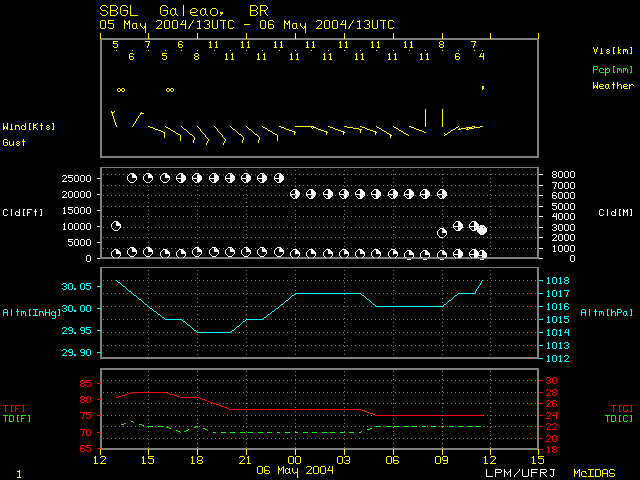 SBGL Galeao, BR
05 May 2004/13UTC - 06 May 2004/13UTC
5 7 6 11 11 11 11 11 11 11 8 7
6 5 8 11 11 11 11 11 11 11 6 4
Vis[km]
Pcp[mm]
Weather
∞ ∞
Wind[Kts]
Gust
25000
20000
15000
10000
5000
0
Cld[Ft]
8000
7000
6000
5000
4000
3000
2000
1000
0
Cld[M]
30.05
30.00
29.95
29.90
Altm[InHg]
1018
1017
1016
1015
1014
1013
1012
Altm[hPa]
85
80
75
70
65
T[F]
TD[F]
30
28
26
24
22
20
18
T[C]
TD[C]
12 15 18 21 00 03 06 09 12 15
06 May 2004
1 LPM/UFRJ McIDAS